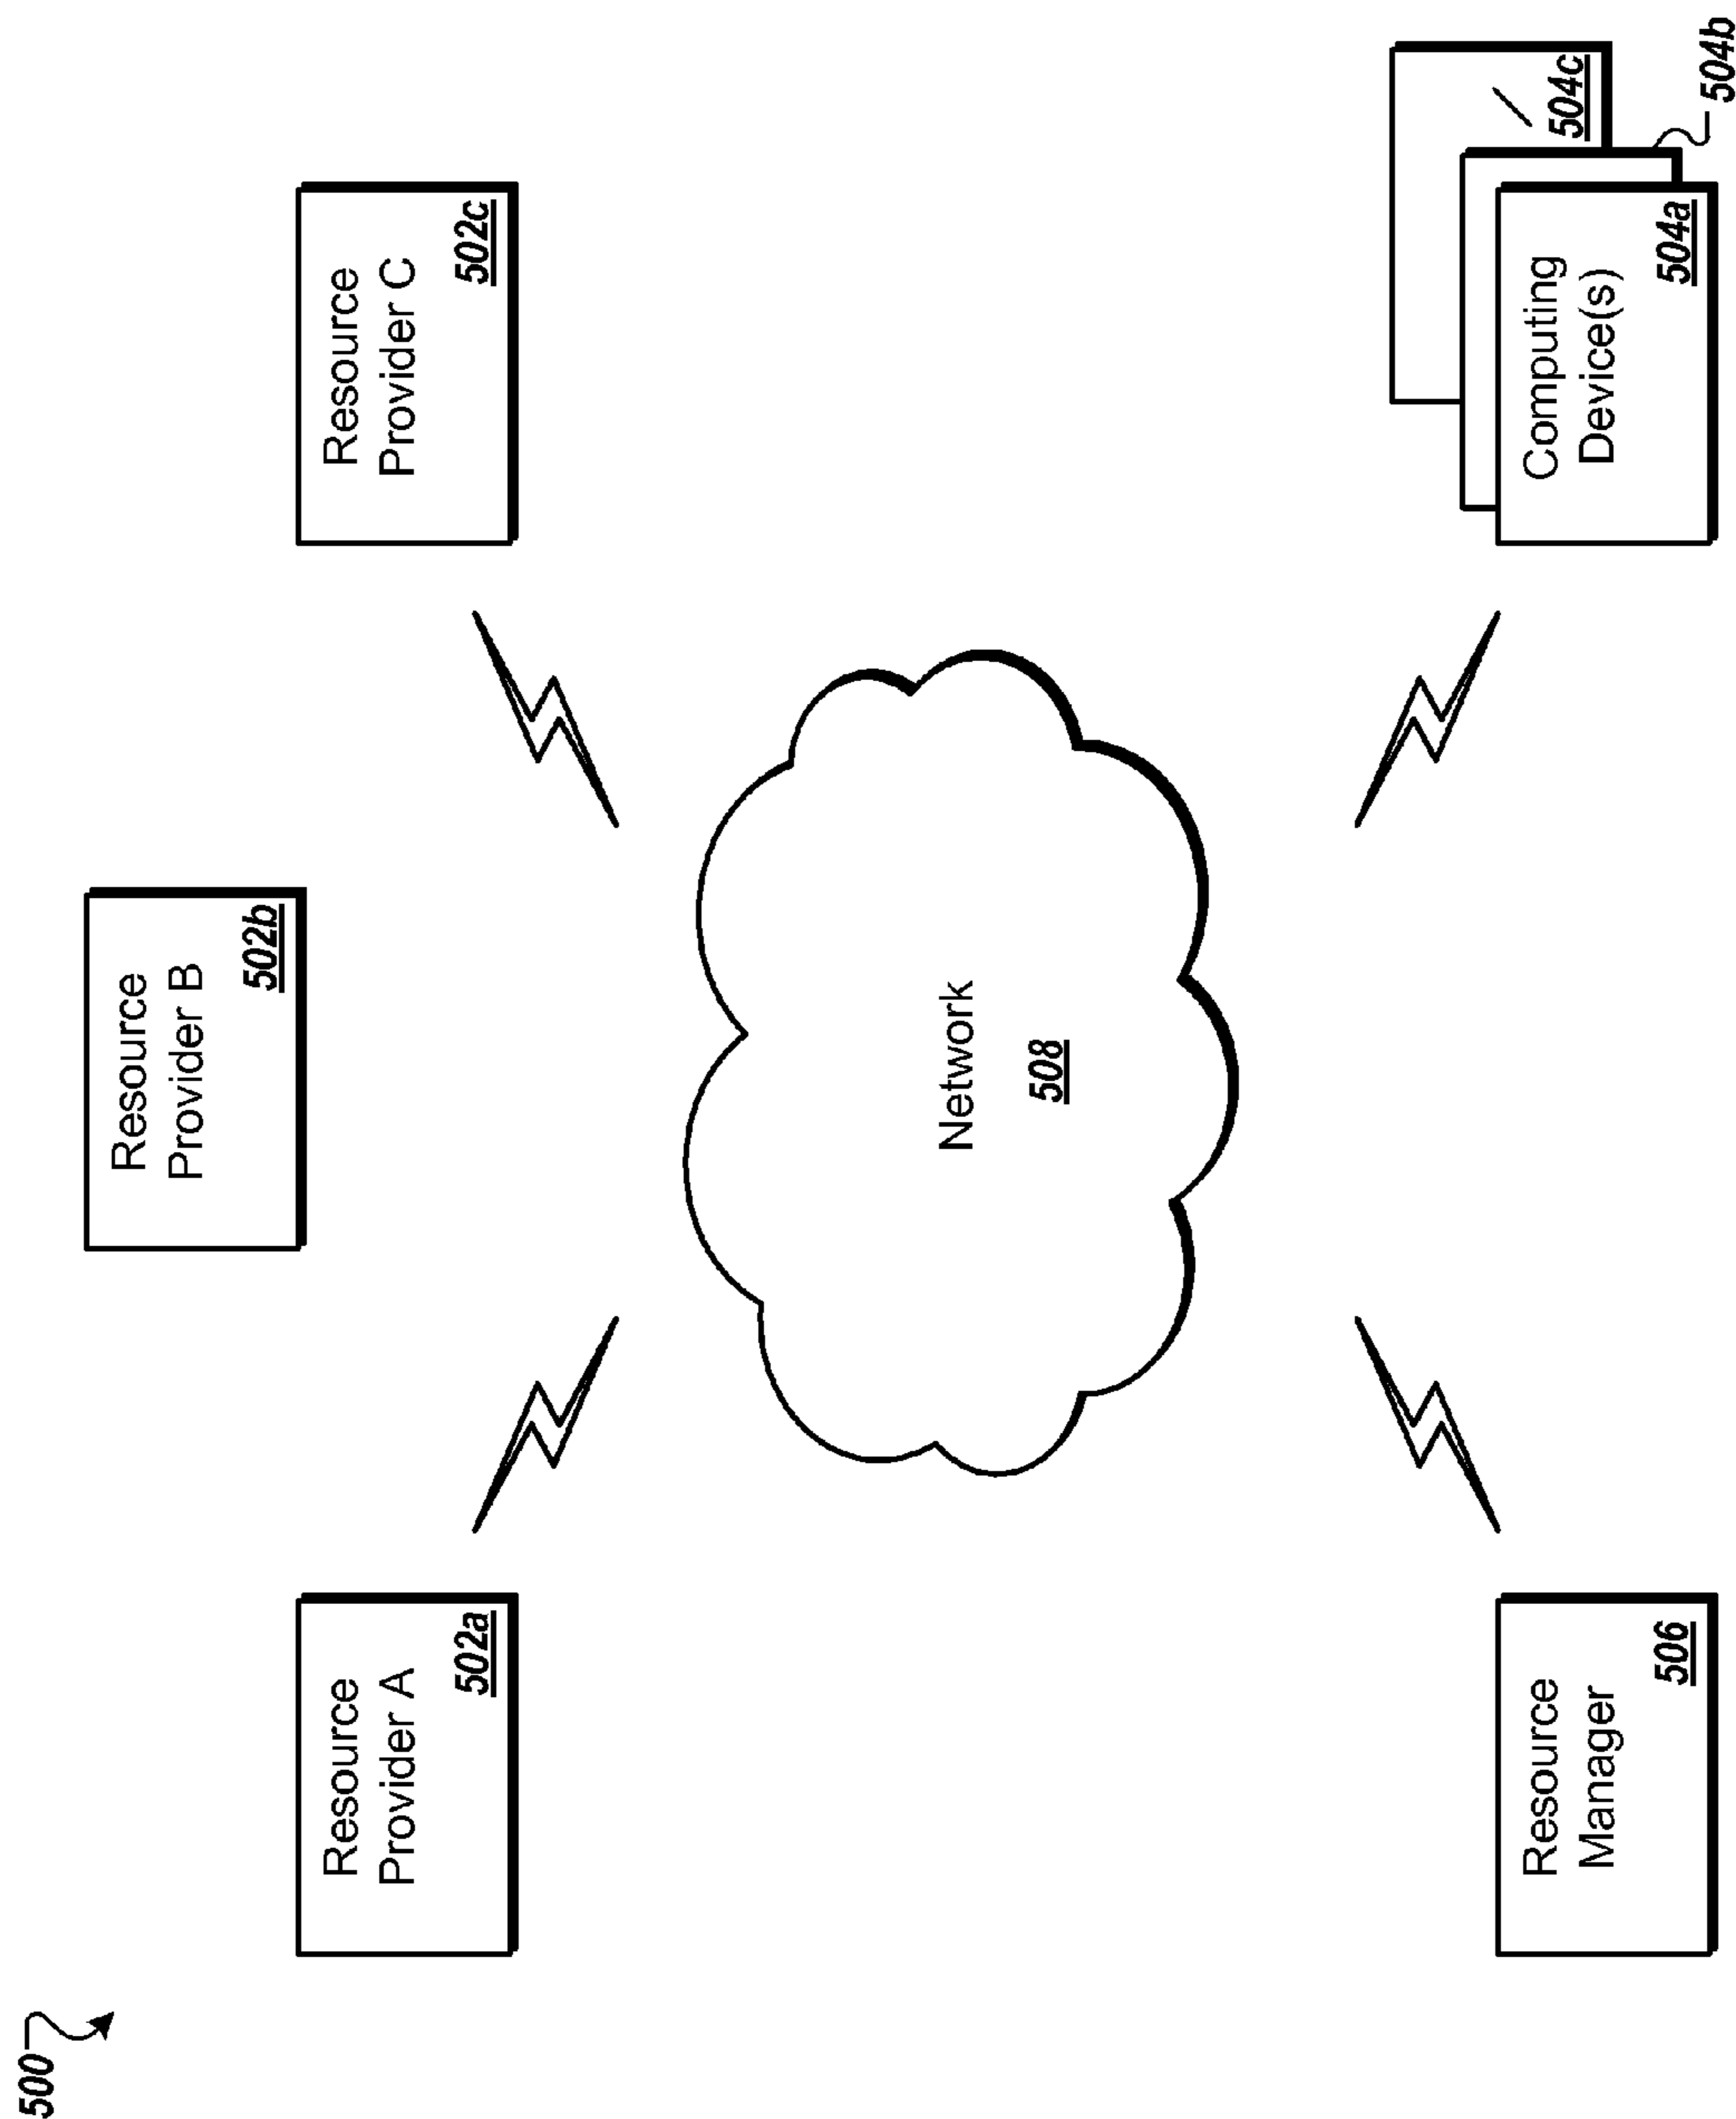 500
Resource
Provider B
502b
Resource
Provider A
502a
Resource
Provider C
502c
Network
508
Resource
Manager
506
Computing
Device(s)
504a
504b
504c